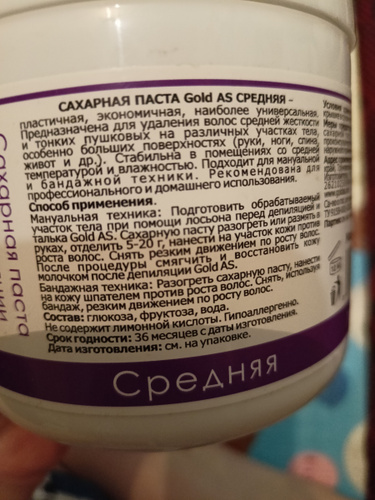 САХАРНАЯ ПАСТА Gold AS СРЕДНЯЯ -
пластичная, экономичная, наиболее универсальная.
Предназначена для удаления волос средней жесткости
и тонких пушковых на различных участках тела,
особенно больших поверхностях (руки, ноги, спина,
живот и др.). Стабильна в помещениях со средней
температурой и влажностью. Подходит для мануальной
и бандажной техники. Рекомендована для
профессионального и домашнего использования.
Способ применения.
Мануальная техника: Подготовить обрабатываемый
участок тела при помощи лосьона перед депиляцией и
талька Gold AS. Сахарную пасту разогреть или размять в
руках, отделить 5-20 г, нанести на участок кожи против
роста волос. Снять резким движением по росту волос.
После процедуры смягчить и восстановить кожу
молочком после депиляции Gold AS.
Бандажная техника: Разогреть сахарную пасту, нанести
на кожу шпателем против роста волос. Снять, используя
бандаж, резким движением по росту волос.
Состав: глюкоза, фруктоза, вода.
Не содержит лимонной кислоты. Гипоаллергенно.
Срок годности: 36 месяцев с даты изготовления.
Дата изготовления: см. на упаковке.
Средняя
Сахарная паста